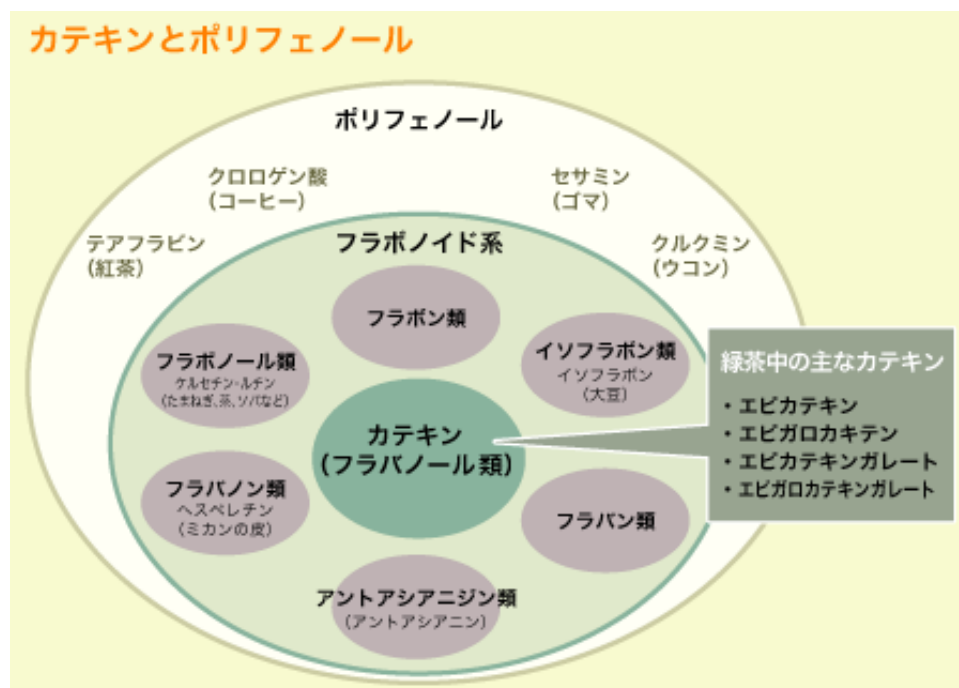 カテキンとポリフェノール
ポリフェノール
クロロゲン酸
(コーヒー)
セサミン
(ゴマ)
テアフラビン
(紅茶)
クルクミン
(ウコン)
フラボノイド系
フラボン類
フラボノール類
ケルセチン・ルチン
(たまねぎ、茶、ソバなど)
イソフラボン類
イソフラボン
(大豆)
カテキン
(フラバノール類)
フラバノン類
ヘスペレチン
(ミカンの皮)
フラバン類
アントアシアニジン類
(アントアシアニン)
緑茶中の主なカテキン
・エピカテキン
・エピガロカキテン
・エピカテキンガレート
・エピガロカテキンガレート